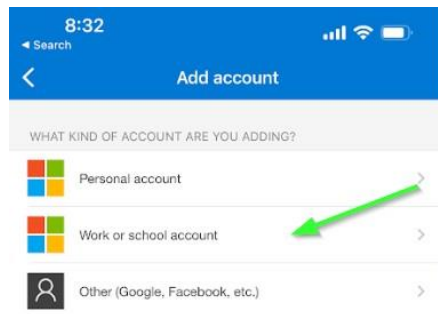 8:32
◀ Search
Add account
WHAT KIND OF ACCOUNT ARE YOU ADDING?
Personal account
Work or school account
Other (Google, Facebook, etc.)